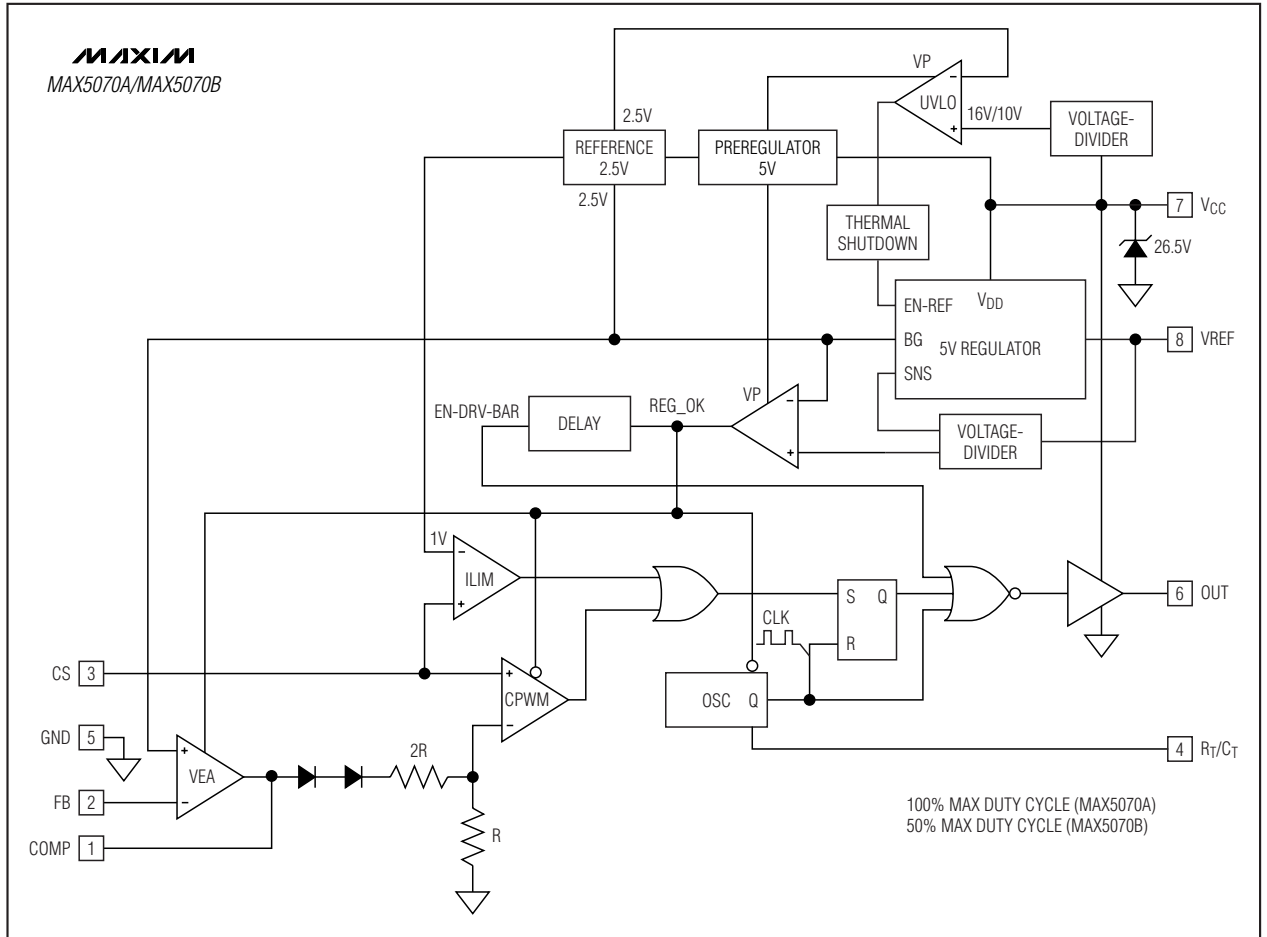 MAXIM
MAX5070A/MAX5070B
VP
UVLO
16V/10V
VOLTAGE-
DIVIDER
2.5V
REFERENCE
2.5V
PREREGULATOR
5V
2.5V
THERMAL
SHUTDOWN
7 VCC
26.5V
EN-REF
VDD
BG
5V REGULATOR
SNS
8 VREF
VP
EN-DRV-BAR
DELAY
REG_OK
VOLTAGE-
DIVIDER
1V
ILIM
S Q
R
CLK
6 OUT
CS 3
CPWM
OSC Q
GND 5
4 RT/CT
VEA
2R
FB 2
R
COMP 1
100% MAX DUTY CYCLE (MAX5070A)
50% MAX DUTY CYCLE (MAX5070B)